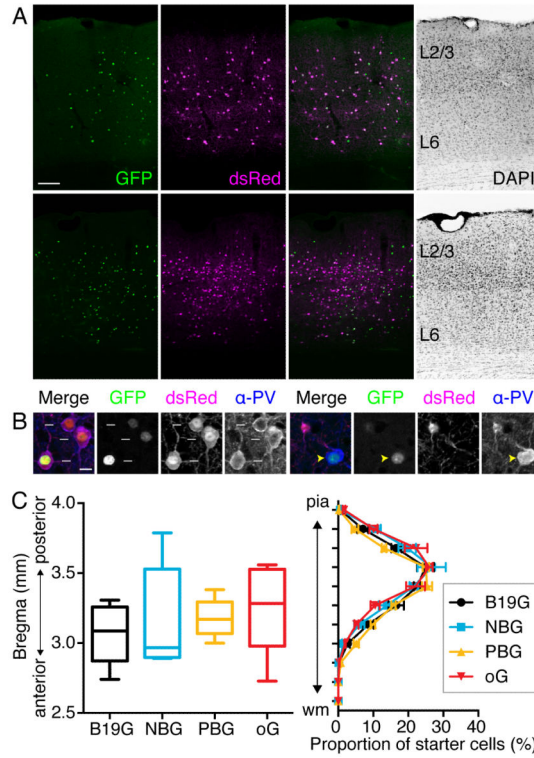 A
GFP
dsRed
L2/3
L6
DAPI
L2/3
L6
Merge GFP dsRed α-PV Merge GFP dsRed α-PV
B
C
Bregma (mm)
anterior posterior
4.0
3.5
3.0
2.5
B19G NBG PBG oG
pia
wm
B19G
NBG
PBG
oG
0 10 20 30 40
Proportion of starter cells (%)